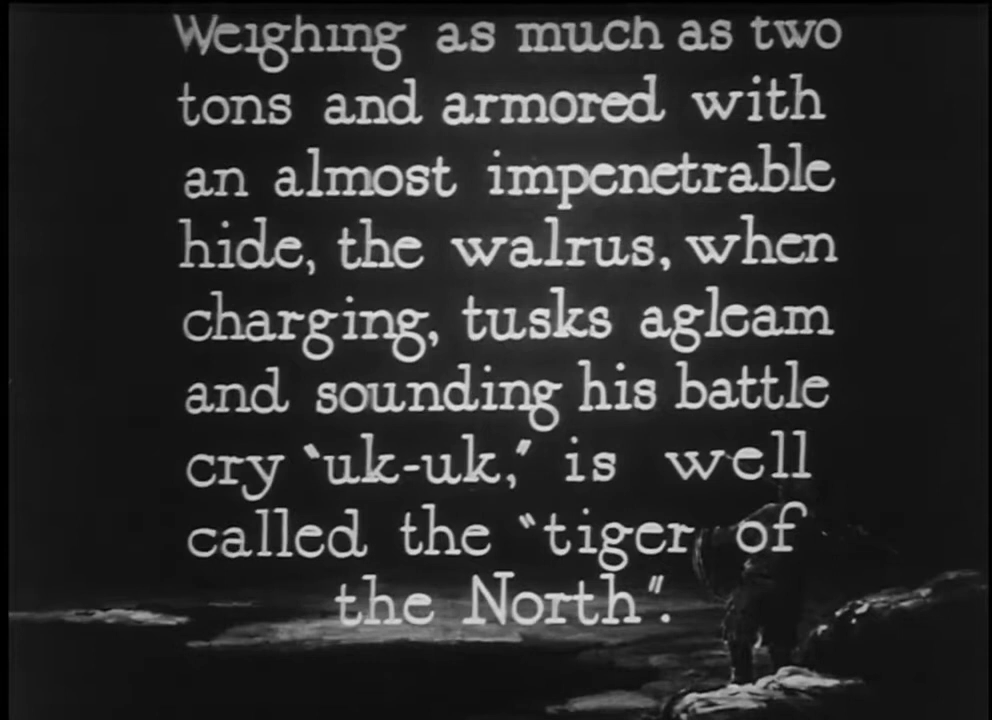 Weighing as much as two
tons and armored with
an almost impenetrable
hide, the walrus, when
charging, tusks agleam
and sounding his battle
cry "uk-uk," is well
called the "tiger of
the North".